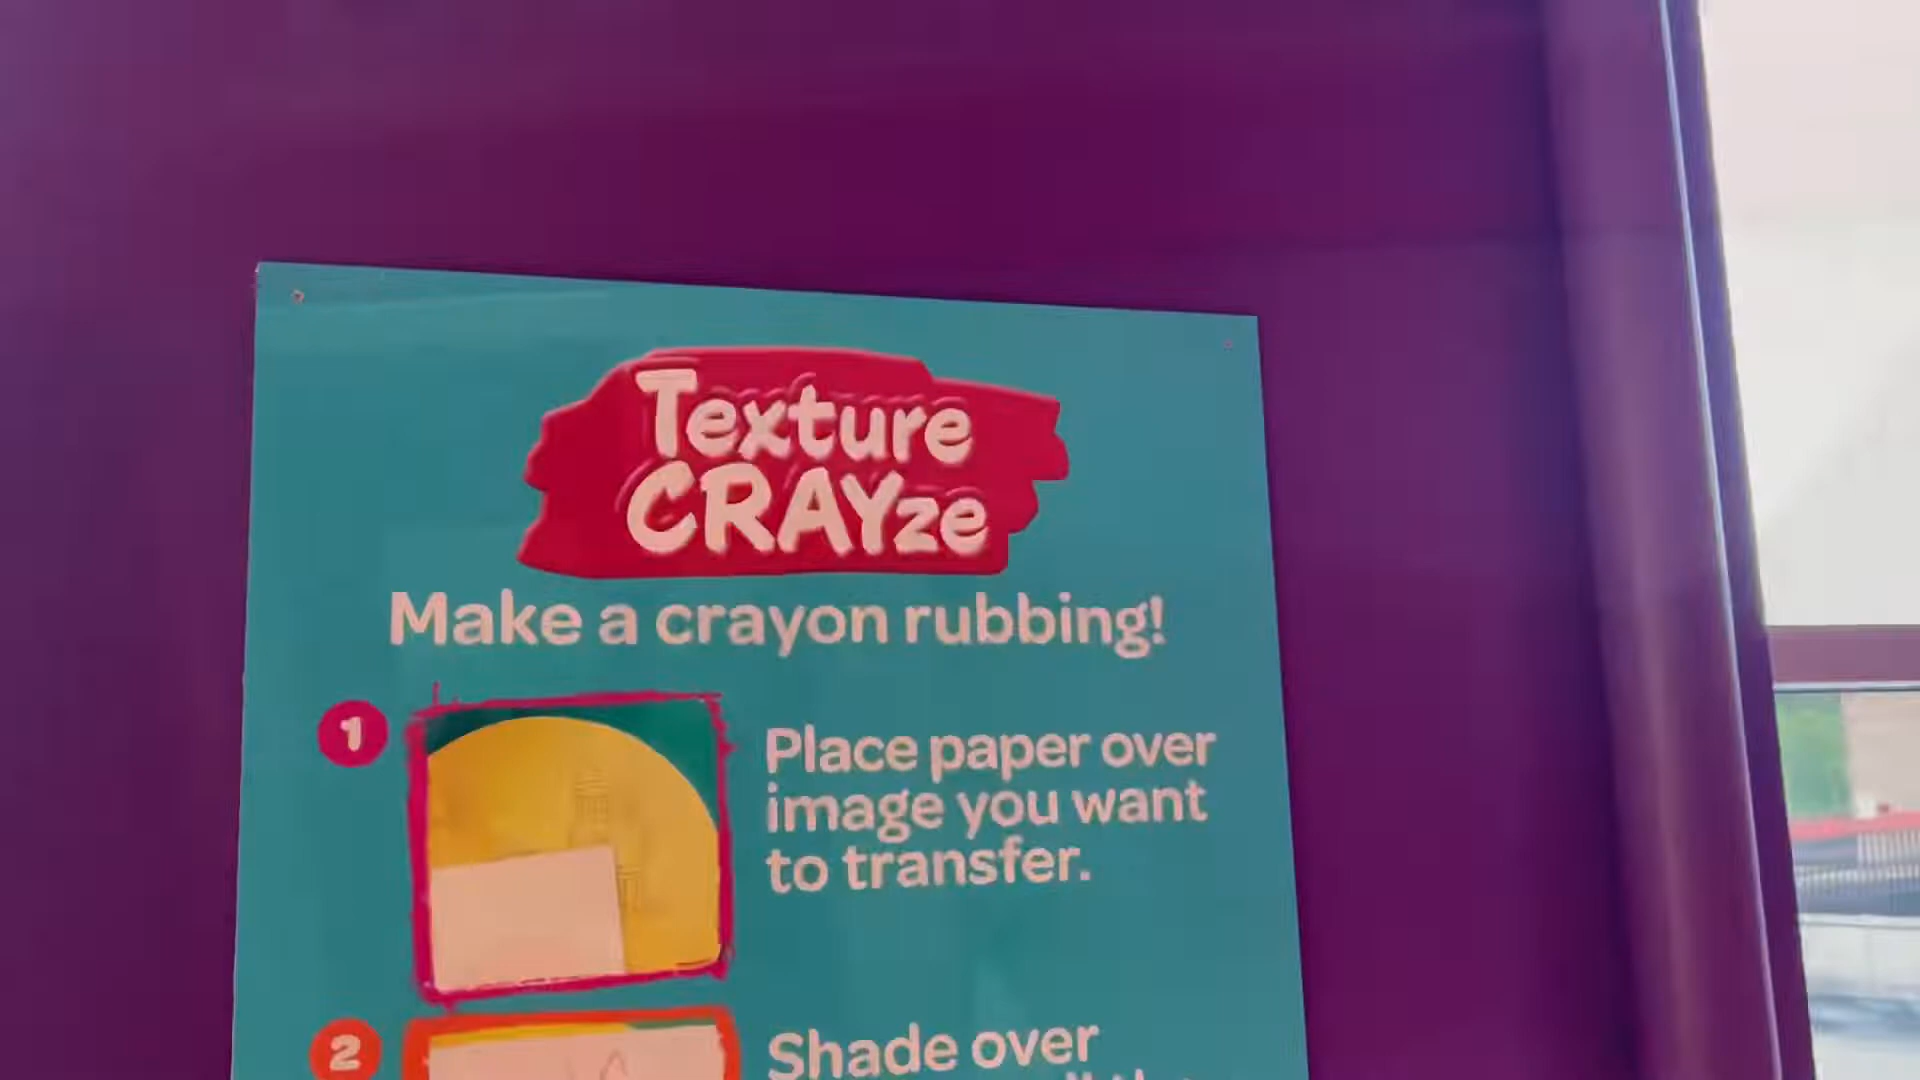 Texture
CRAYze
Make a crayon rubbing!
1
Place paper over
image you want
to transfer.
2
Shade over